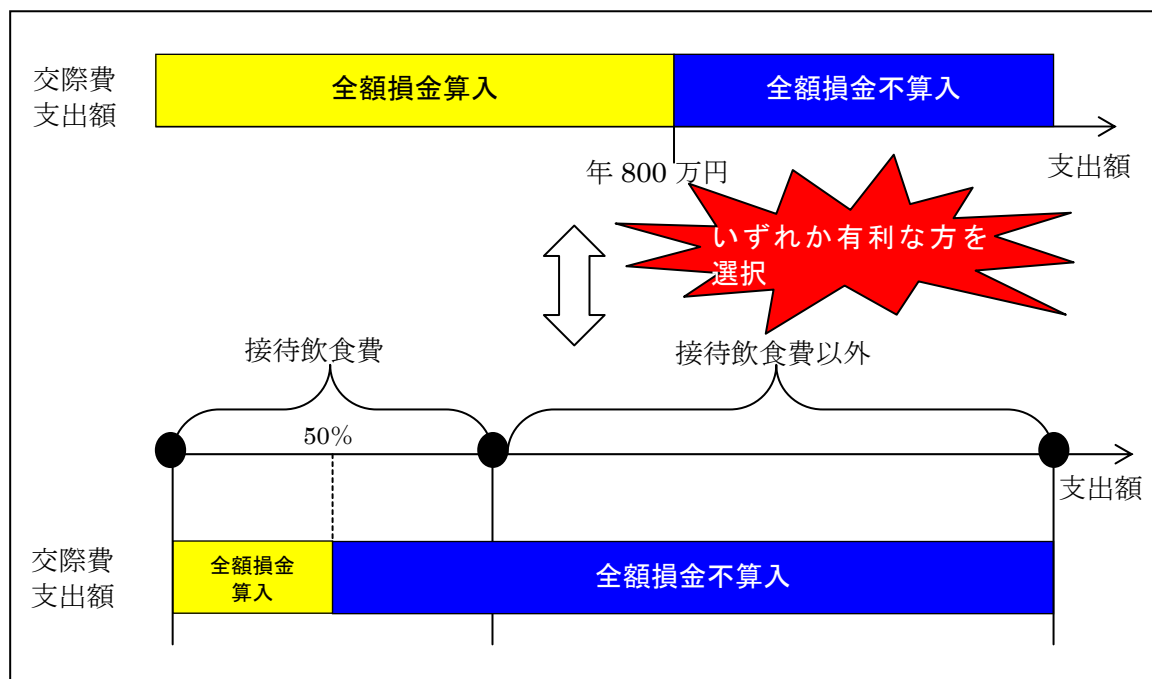 交際費
支出額
全額損金算入
全額損金不算入
支出額
年 800 万円
いずれか有利な方を
選択
接待飲食費
接待飲食費以外
50%
支出額
交際費
支出額
全額損金
算入
全額損金不算入